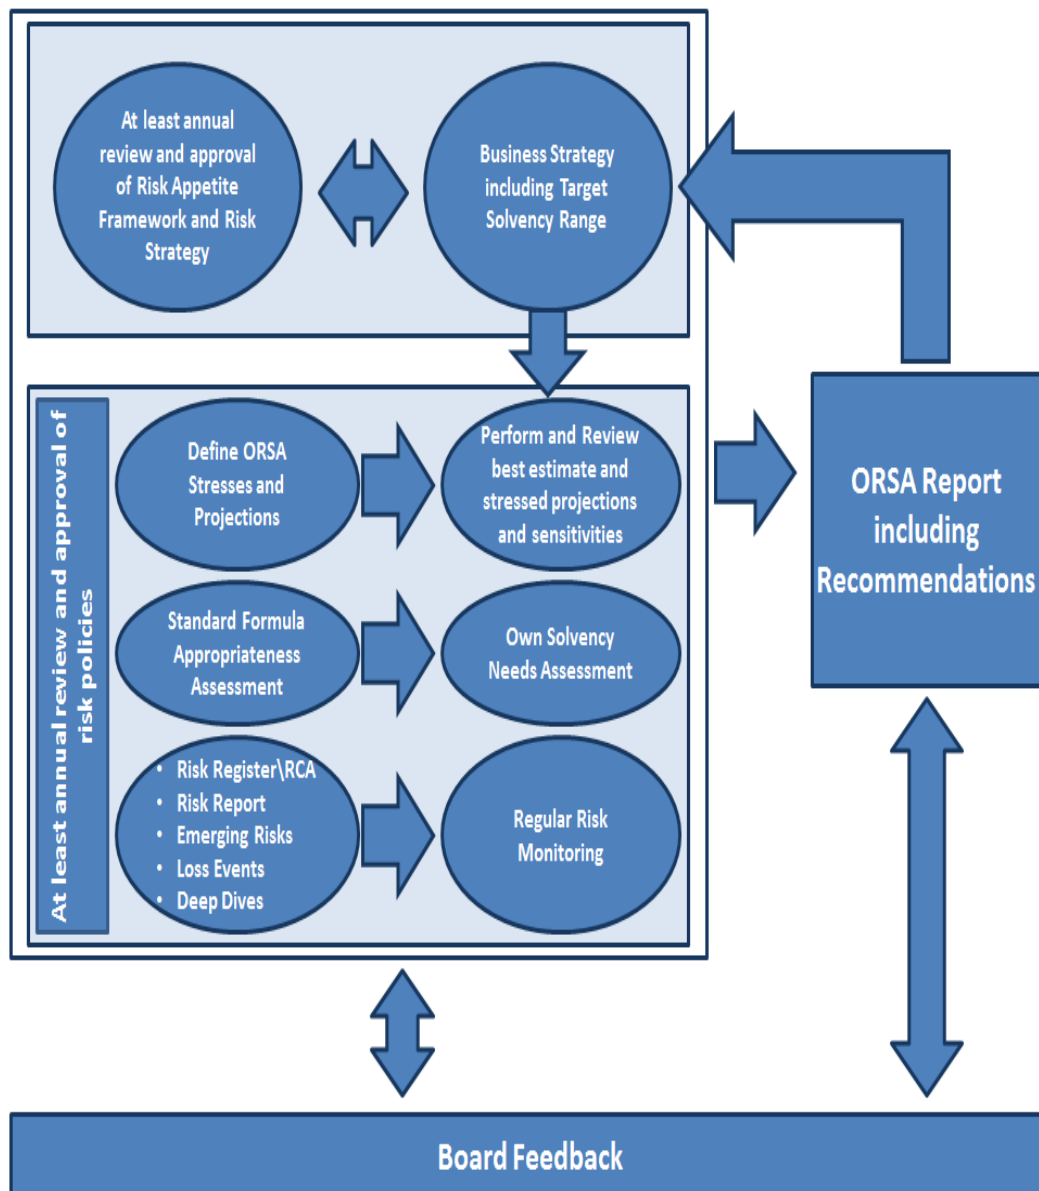 At least annual
review and approval
of Risk Appetite
Framework and Risk
Strategy
Business Strategy
including Target
Solvency Range
At least annual review and approval of
risk policies
Define ORSA
Stresses and
Projections
Perform and Review
best estimate and
stressed projections
and sensitivities
Standard Formula
Appropriateness
Assessment
Own Solvency
Needs Assessment
• Risk Register\RCA
• Risk Report
• Emerging Risks
• Loss Events
• Deep Dives
Regular Risk
Monitoring
ORSA Report
including
Recommendations
Board Feedback